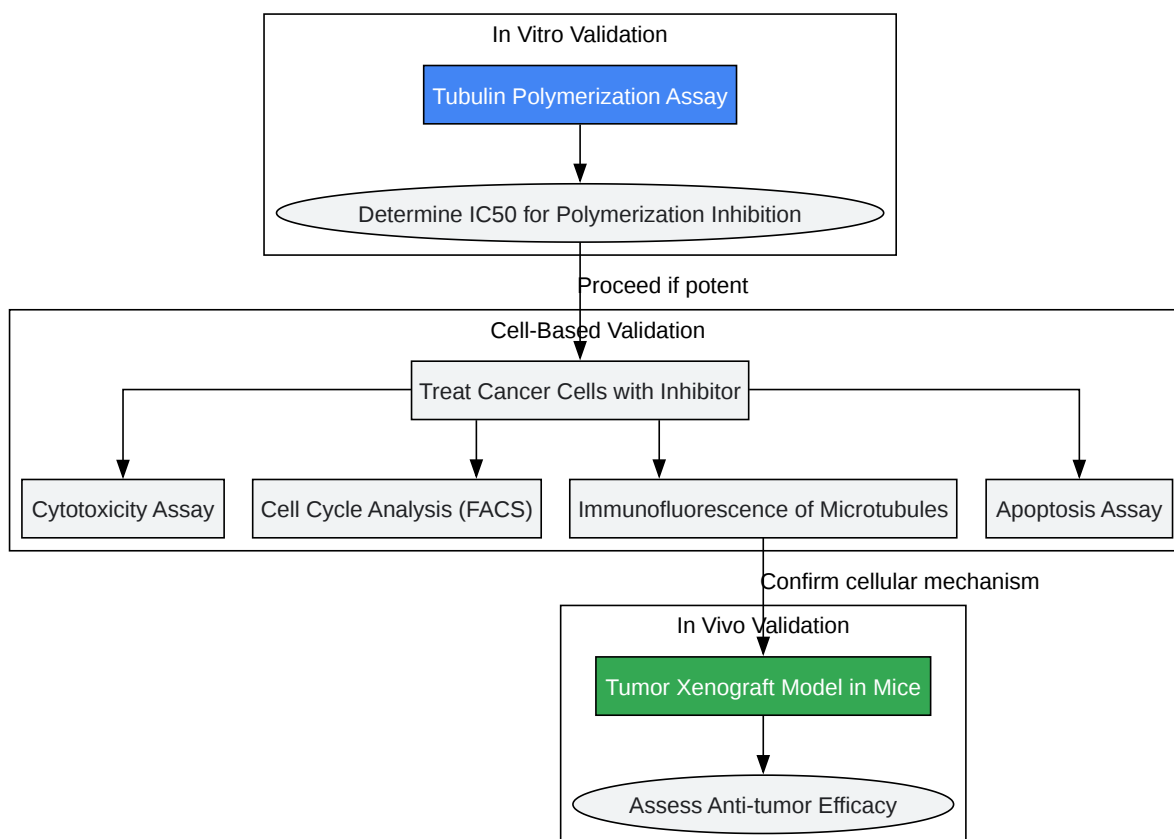 In Vitro Validation
Tubulin Polymerization Assay
Determine IC50 for Polymerization Inhibition
Proceed if potent
Cell-Based Validation
Treat Cancer Cells with Inhibitor
Cytotoxicity Assay
Cell Cycle Analysis (FACS)
Immunofluorescence of Microtubules
Apoptosis Assay
Confirm cellular mechanism
In Vivo Validation
Tumor Xenograft Model in Mice
Assess Anti-tumor Efficacy